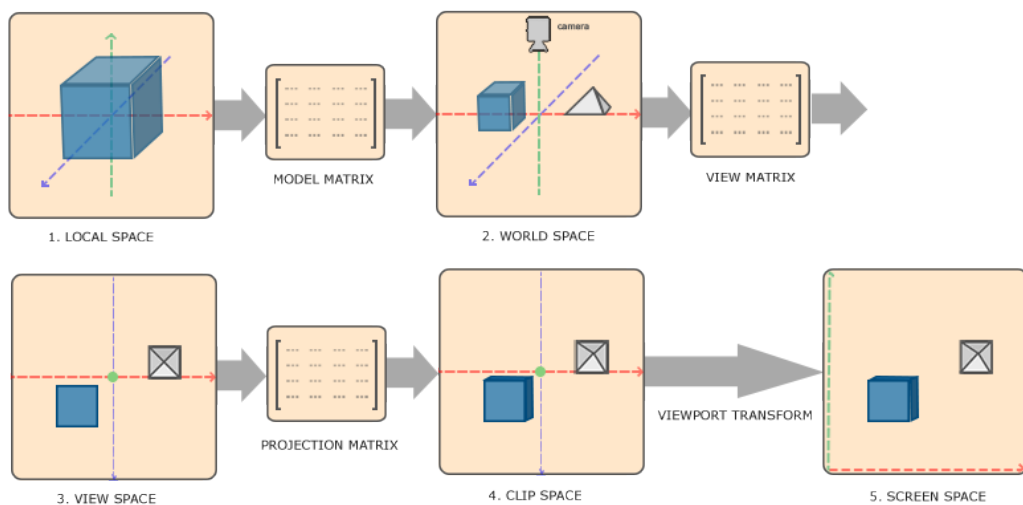 camera
MODEL MATRIX
VIEW MATRIX
1. LOCAL SPACE
2. WORLD SPACE
VIEWPORT TRANSFORM
PROJECTION MATRIX
3. VIEW SPACE
4. CLIP SPACE
5. SCREEN SPACE